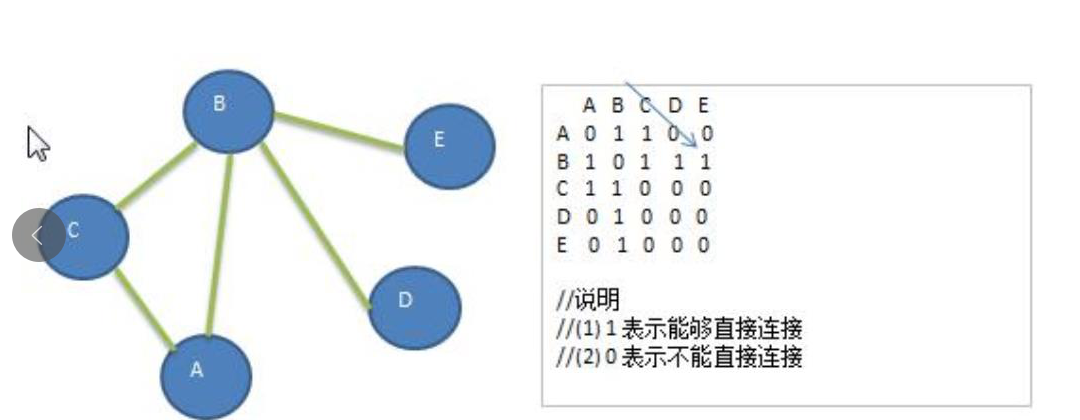 B
E
C
D
A
A B C D E
A 0 1 1 0 0
B 1 0 1 1 1
C 1 1 0 0 0
D 0 1 0 0 0
E 0 1 0 0 0
//说明
//(1) 1 表示能够直接连接
//(2) 0 表示不能直接连接